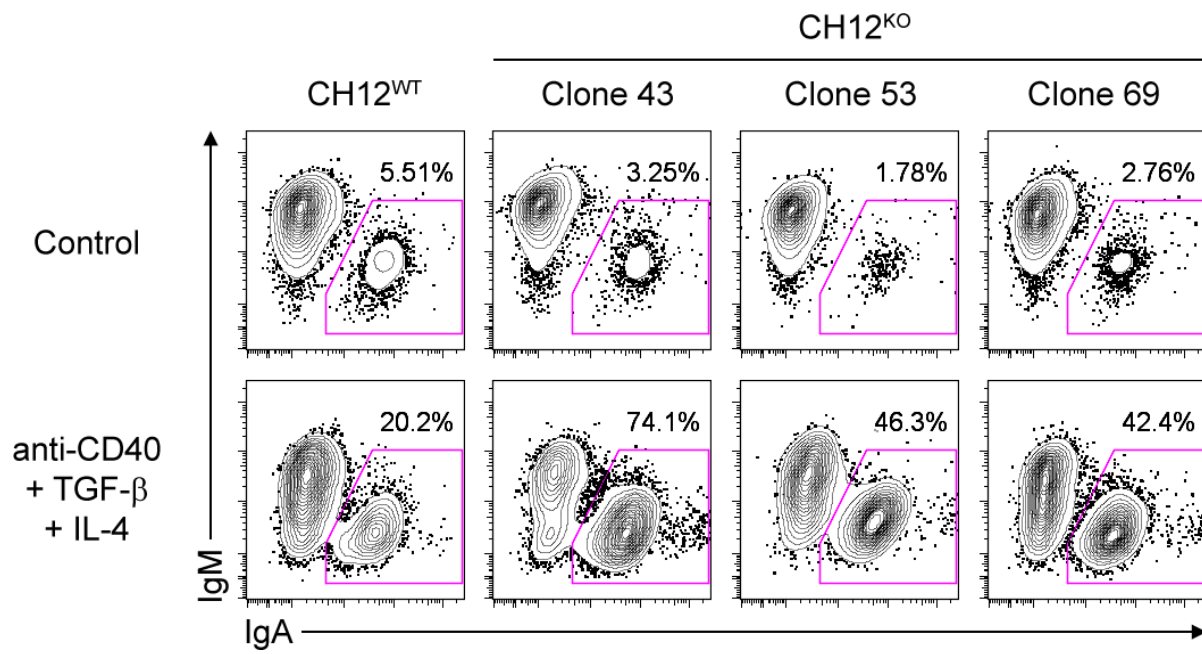 CH12ᴷᴼ
CH12ᵂᵀ
Clone 43
Clone 53
Clone 69
Control
5.51%
3.25%
1.78%
2.76%
anti-CD40
+ TGF-β
+ IL-4
20.2%
74.1%
46.3%
42.4%
IgM
IgA